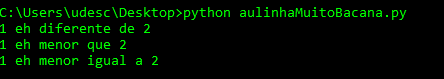 C:\Users\udesc\Desktop>python aulinhaMuitoBacana.py
1 eh diferente de 2
1 eh menor que 2
1 eh menor igual a 2